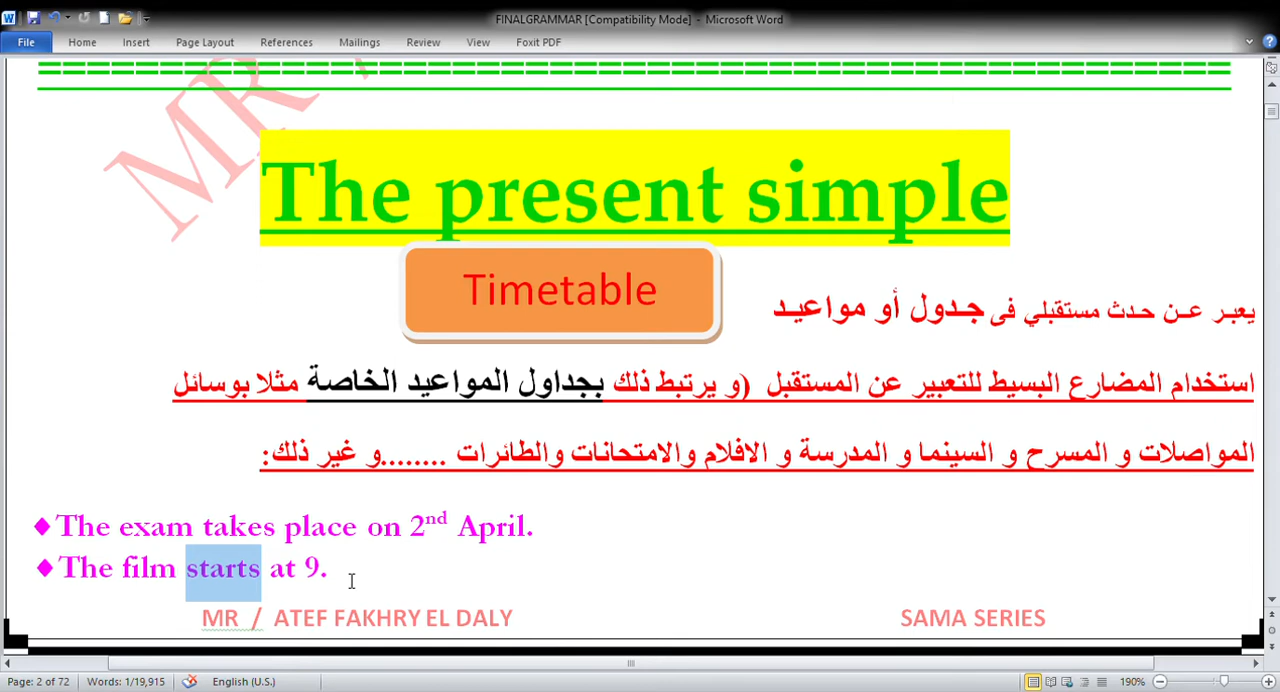 FINALGRAMMAR [Compatibility Mode] - Microsoft Word
File Home Insert Page Layout References Mailings Review View Foxit PDF
MR /
The present simple
Timetable
يعبر عن حدث مستقبلي فى جدول أو مواعيد
استخدام المضارع البسيط للتعبير عن المستقبل (و يرتبط ذلك بجداول المواعيد الخاصة مثلا بوسائل
المواصلات و المسرح و السينما و المدرسة و الافلام والامتحانات والطائرات ........و غير ذلك:
♦The exam takes place on 2nd April.
♦The film starts at 9.
MR / ATEF FAKHRY EL DALY SAMA SERIES
Page: 2 of 72 Words: 1/19,915 English (U.S.) 190%